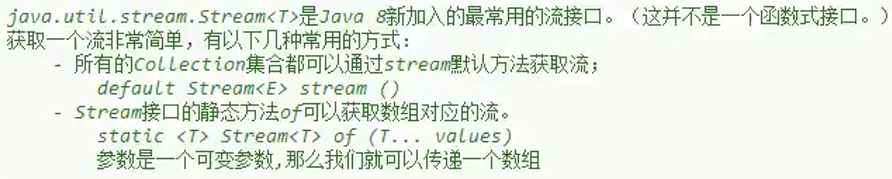 java.util.stream.Stream<T>是Java 8新加入的最常用的流接口。（这并不是一个函数式接口。）
获取一个流非常简单，有以下几种常用的方式：
- 所有的Collection集合都可以通过stream默认方法获取流；
default Stream<E> stream ()
- Stream接口的静态方法of可以获取数组对应的流。
static <T> Stream<T> of (T... values)
参数是一个可变参数,那么我们就可以传递一个数组